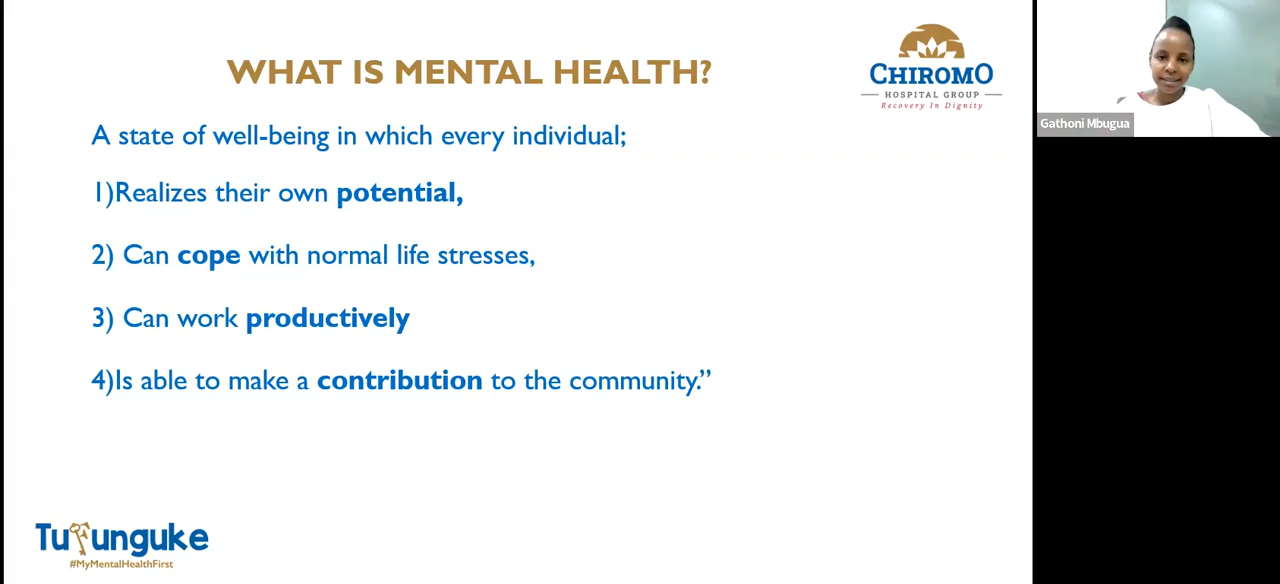 WHAT IS MENTAL HEALTH?
CHIROMO
HOSPITAL GROUP
Recovery In Dignity
Gathoni Mbugua
A state of well-being in which every individual;
1)Realizes their own potential,
2) Can cope with normal life stresses,
3) Can work productively
4)Is able to make a contribution to the community.”
Tufunguke
#MyMentalHealthFirst